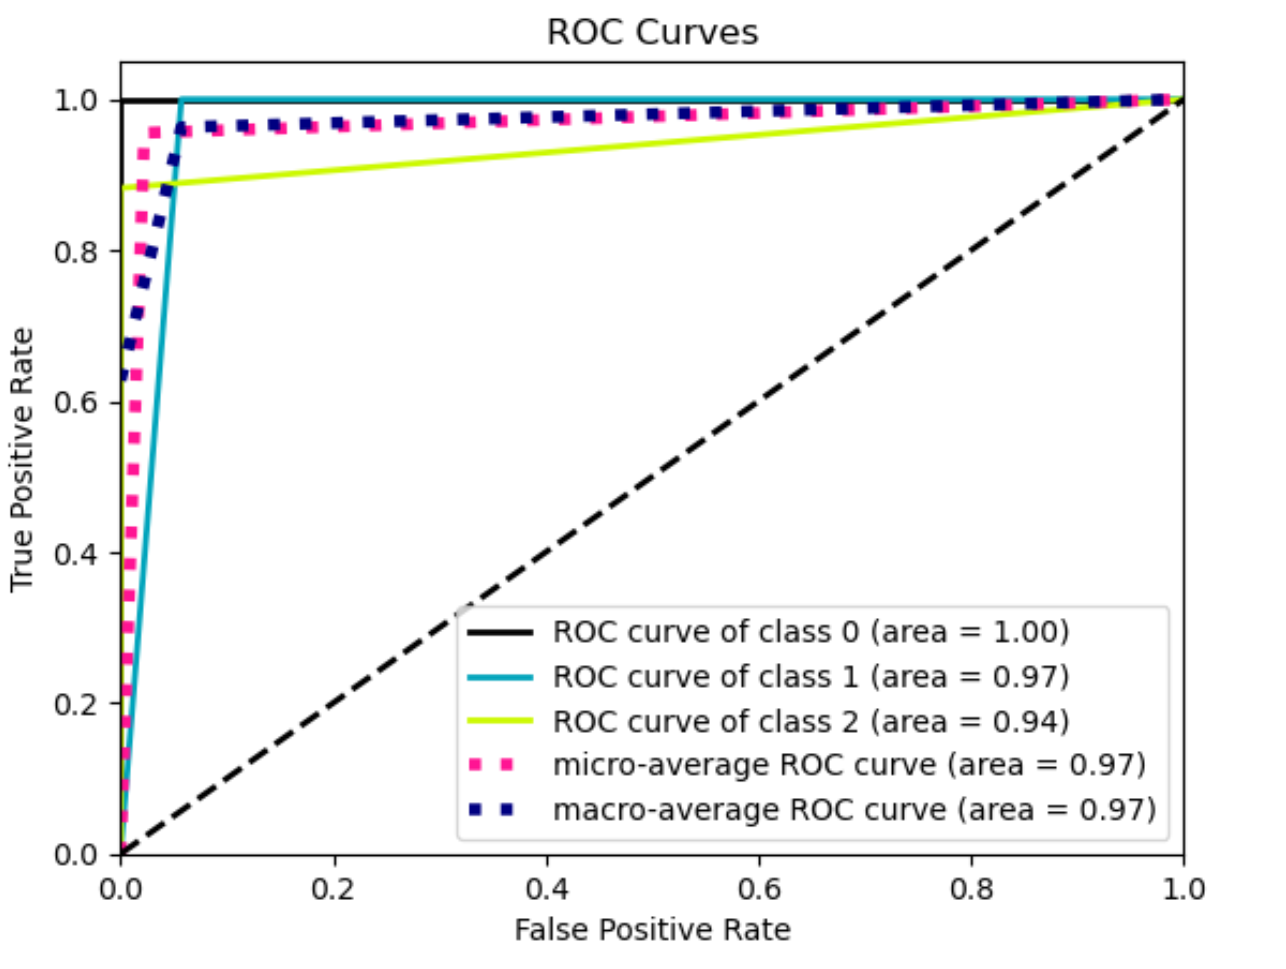 ROC Curves
True Positive Rate
1.0
0.8
0.6
0.4
0.2
0.0
ROC curve of class 0 (area = 1.00)
ROC curve of class 1 (area = 0.97)
ROC curve of class 2 (area = 0.94)
micro-average ROC curve (area = 0.97)
macro-average ROC curve (area = 0.97)
0.0 0.2 0.4 0.6 0.8 1.0
False Positive Rate